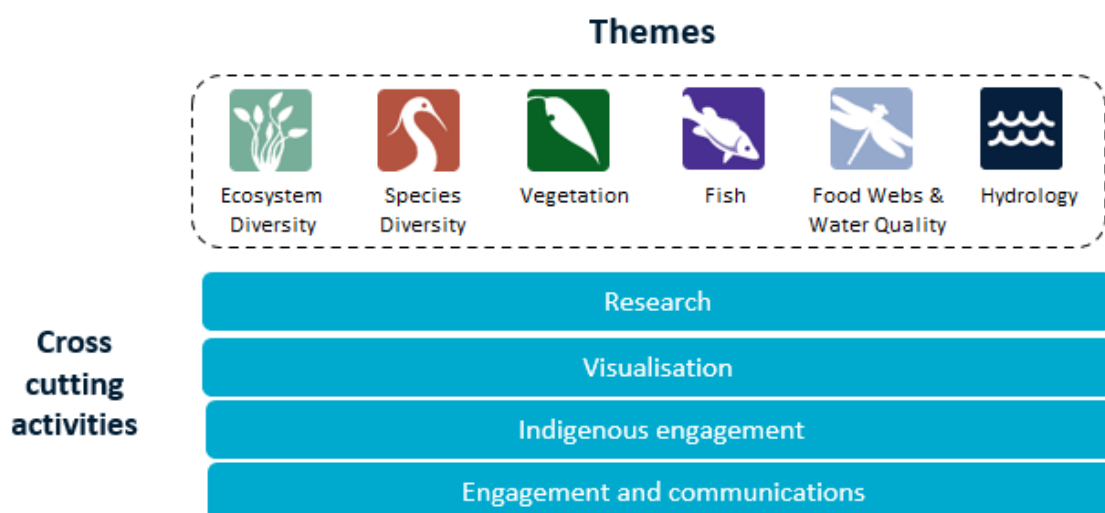 Themes
Ecosystem
Diversity
Species
Diversity
Vegetation
Fish
Food Webs &
Water Quality
Hydrology
Cross
cutting
activities
Research
Visualisation
Indigenous engagement
Engagement and communications